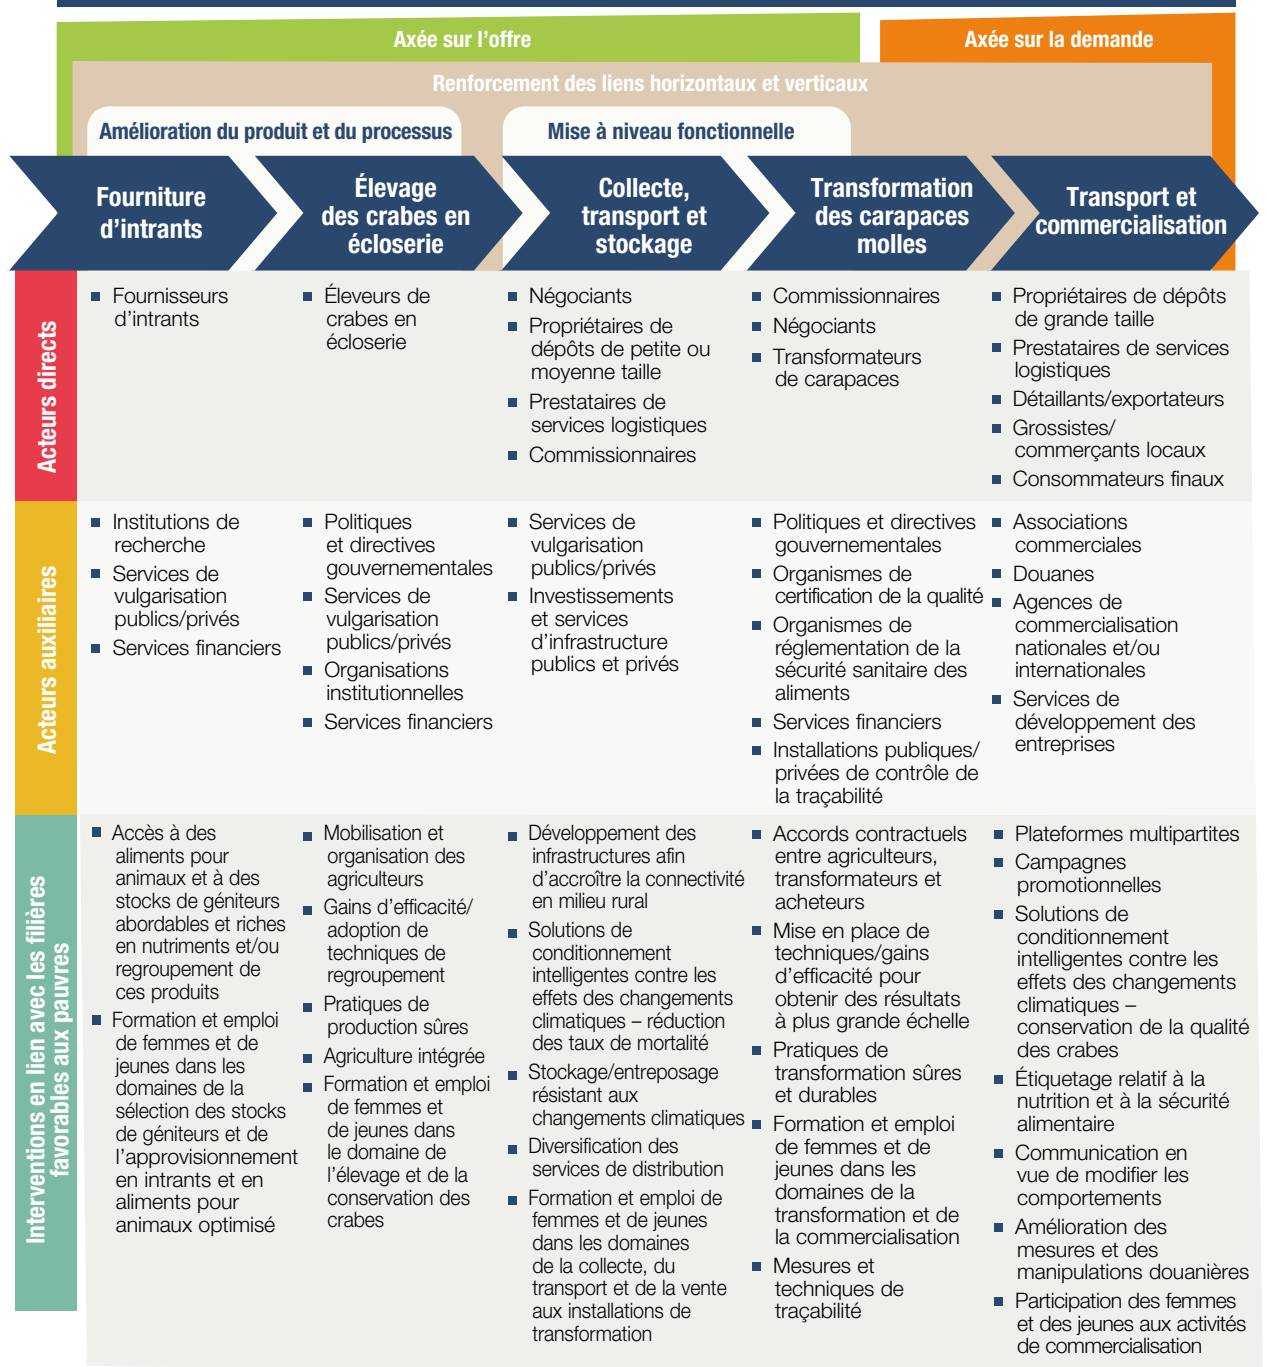 Axée sur l'offre
Axée sur la demande
Renforcement des liens horizontaux et verticaux
Amélioration du produit et du processus
Mise à niveau fonctionnelle
Fourniture
d'intrants
Élevage
des crabes en
écloserie
Collecte,
transport et
stockage
Transformation
des carapaces
molles
Transport et
commercialisation
Acteurs directs
Fournisseurs
d'intrants
Éleveurs de
crabes en
écloserie
Négociants
Propriétaires de
dépôts de petite ou
moyenne taille
Prestataires de
services logistiques
Commissionnaires
Commissionnaires
Négociants
Transformateurs
de carapaces
Propriétaires de dépôts
de grande taille
Prestataires de services
logistiques
Détaillants/exportateurs
Grossistes/
commerçants locaux
Consommateurs finaux
Acteurs auxiliaires
Institutions de
recherche
Services de
vulgarisation
publics/privés
Services financiers
Politiques
et directives
gouvernementales
Services de
vulgarisation
publics/privés
Organisations
institutionnelles
Services financiers
Services de
vulgarisation
publics/privés
Investissements
et services
d'infrastructure
publics et privés
Politiques et directives
gouvernementales
Organismes de
certification de la qualité
Organismes de
réglementation de la
sécurité sanitaire des
aliments
Services financiers
Installations publiques/
privées de contrôle de
la traçabilité
Associations
commerciales
Douanes
Agences de
commercialisation
nationales et/ou
internationales
Services de
développement des
entreprises
Interventions en lien avec les filières
favorables aux pauvres
Accès à des
aliments pour
animaux et à des
stocks de géniteurs
abordables et riches
en nutriments et/ou
regroupement de
ces produits
Formation et emploi
de femmes et de
jeunes dans les
domaines de la
sélection des stocks
de géniteurs et de
l'approvisionnement
en intrants et en
aliments pour
animaux optimisé
Mobilisation et
organisation des
agriculteurs
Gains d'efficacité/
adoption de
techniques de
regroupement
Pratiques de
production sûres
Agriculture intégrée
Formation et emploi
de femmes et
de jeunes dans
le domaine de
l'élevage et de la
conservation des
crabes
Développement des
infrastructures afin
d'accroître la connectivité
en milieu rural
Solutions de
conditionnement
intelligentes contre les
effets des changements
climatiques – réduction
des taux de mortalité
Stockage/entreposage
résistant aux
changements climatiques
Diversification des
services de distribution
Formation et emploi de
femmes et de jeunes
dans les domaines
de la collecte, du
transport et de la vente
aux installations de
transformation
Accords contractuels
entre agriculteurs,
transformateurs et
acheteurs
Mise en place de
techniques/gains
d'efficacité pour
obtenir des résultats
à plus grande échelle
Pratiques de
transformation sûres
et durables
Formation et emploi
de femmes et de
jeunes dans les
domaines de la
transformation et de
la commercialisation
Mesures et
techniques de
traçabilité
Plateformes multipartites
Campagnes
promotionnelles
Solutions de
conditionnement
intelligentes contre les
effets des changements
climatiques –
conservation de la qualité
des crabes
Étiquetage relatif à la
nutrition et à la sécurité
alimentaire
Communication en
vue de modifier les
comportements
Amélioration des
mesures et des
manipulations douanières
Participation des femmes
et des jeunes aux activités
de commercialisation